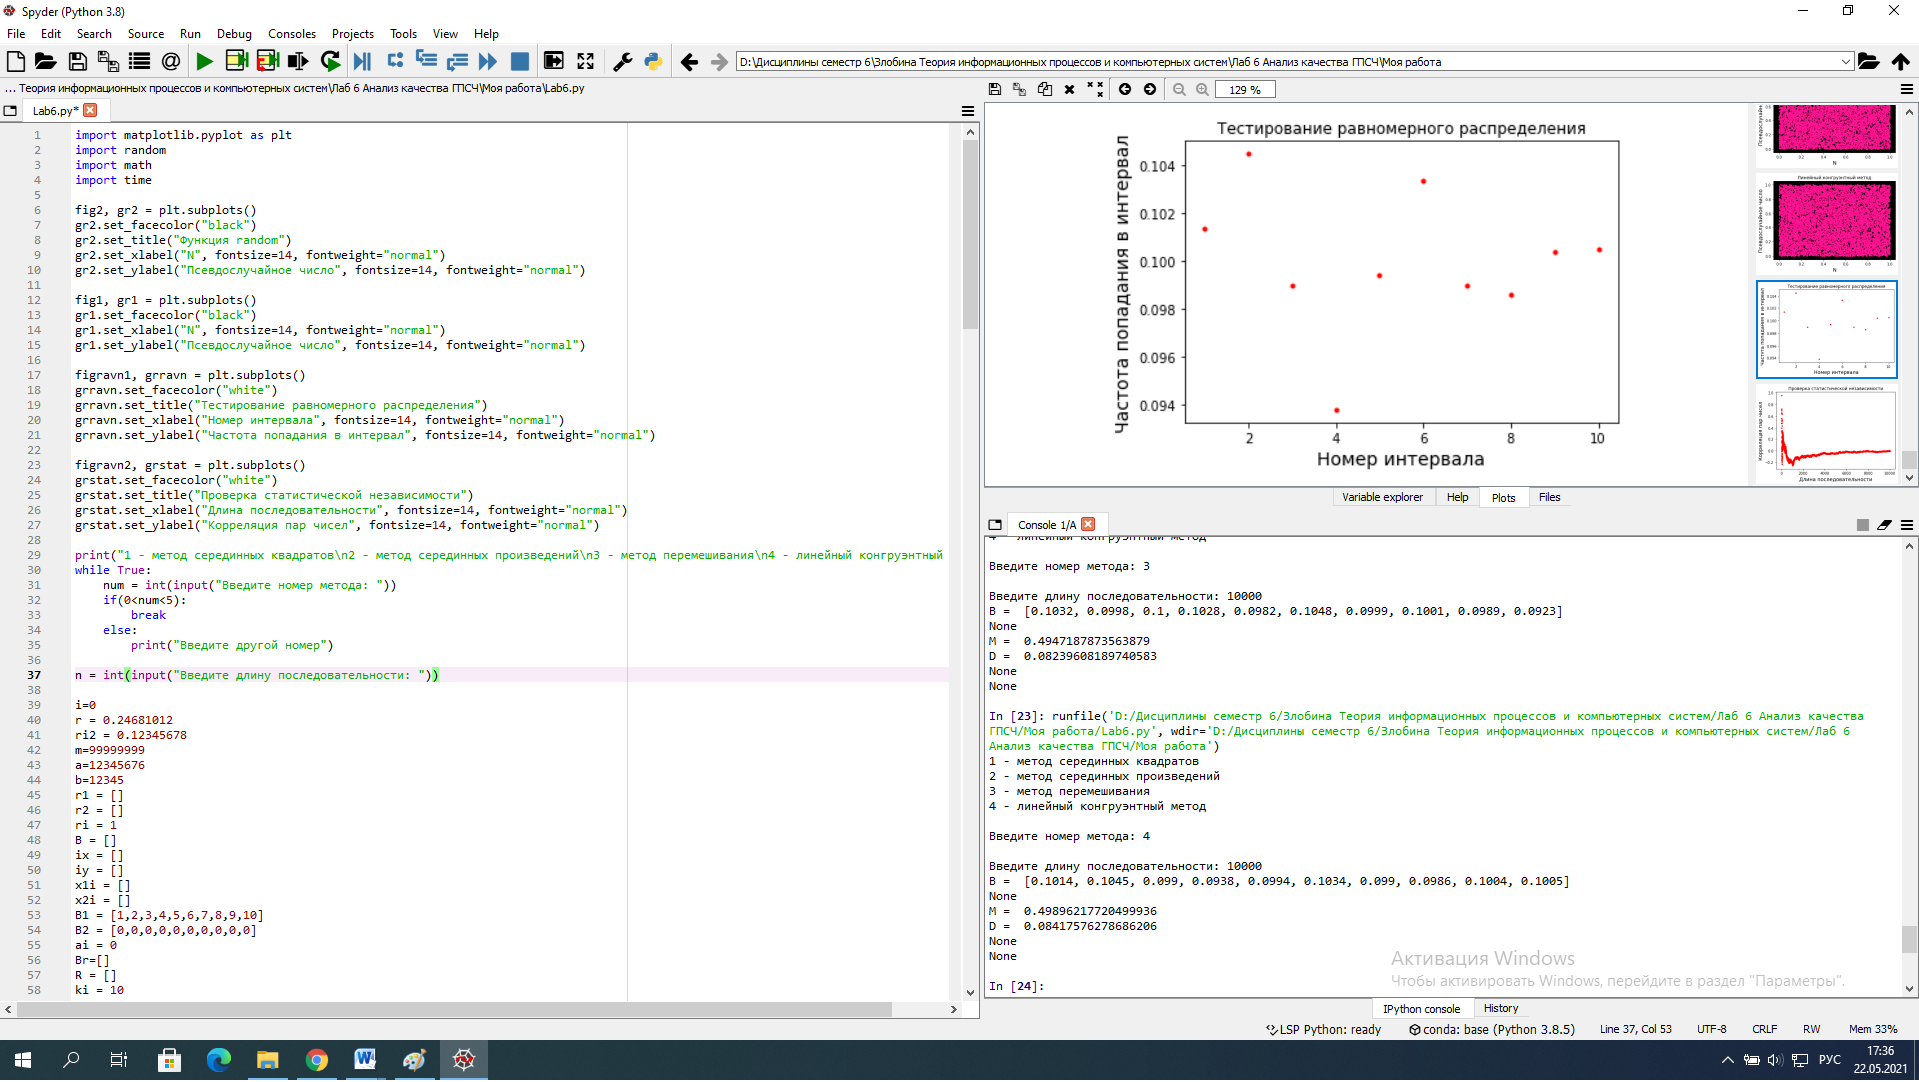 Spyder (Python 3.8)
File Edit Search Source Run Debug Consoles Projects Tools View Help
D:\Дисциплины семестр 6\Злобина Теория информационных процессов и компьютерных систем\Лаб 6 Анализ качества ГПСЧ\Моя работа
... Теория информационных процессов и компьютерных систем\Лаб 6 Анализ качества ГПСЧ\Моя работа\Lab6.py
Lab6.py*
1 import matplotlib.pyplot as plt
2 import random
3 import math
4 import time
5
6 fig2, gr2 = plt.subplots()
7 gr2.set_facecolor("black")
8 gr2.set_title("Функция random")
9 gr2.set_xlabel("N", fontsize=14, fontweight="normal")
10 gr2.set_ylabel("Псевдослучайное число", fontsize=14, fontweight="normal")
11
12 fig1, gr1 = plt.subplots()
13 gr1.set_facecolor("black")
14 gr1.set_xlabel("N", fontsize=14, fontweight="normal")
15 gr1.set_ylabel("Псевдослучайное число", fontsize=14, fontweight="normal")
16
17 figravn1, grravn = plt.subplots()
18 grravn.set_facecolor("white")
19 grravn.set_title("Тестирование равномерного распределения")
20 grravn.set_xlabel("Номер интервала", fontsize=14, fontweight="normal")
21 grravn.set_ylabel("Частота попадания в интервал", fontsize=14, fontweight="normal")
22
23 figravn2, grstat = plt.subplots()
24 grstat.set_facecolor("white")
25 grstat.set_title("Проверка статистической независимости")
26 grstat.set_xlabel("Длина последовательности", fontsize=14, fontweight="normal")
27 grstat.set_ylabel("Корреляция пар чисел", fontsize=14, fontweight="normal")
28
29 print("1 - метод серединных квадратов\n2 - метод серединных произведений\n3 - метод перемешивания\n4 - линейный конгруэнтный
30 while True:
31 num = int(input("Введите номер метода: "))
32 if(0<num<5):
33 break
34 else:
35 print("Введите другой номер")
36
37 n = int(input("Введите длину последовательности: "))
38
39 i=0
40 r = 0.24681012
41 ri2 = 0.12345678
42 m=99999999
43 a=12345676
44 b=12345
45 r1 = []
46 r2 = []
47 ri = 1
48 B = []
49 ix = []
50 iy = []
51 x1i = []
52 x2i = []
53 B1 = [1,2,3,4,5,6,7,8,9,10]
54 B2 = [0,0,0,0,0,0,0,0,0,0]
55 ai = 0
56 Br=[]
57 R = []
58 ki = 10
129 %
Тестирование равномерного распределения
Частота попадания в интервал
0.104
0.102
0.100
0.098
0.096
0.094
2 4 6 8 10
Номер интервала
N
Линейный конгруэнтный метод
Псевдослучайное число
N
Тестирование равномерного распределения
Частота попадания в интервал
Номер интервала
Проверка статистической независимости
Корреляция пар чисел
Длина последовательности
Variable explorer Help Plots Files
Console 1/A
4 - линейный конгруэнтный метод
Введите номер метода: 3
Введите длину последовательности: 10000
B = [0.1032, 0.0998, 0.1, 0.1028, 0.0982, 0.1048, 0.0999, 0.1001, 0.0989, 0.0923]
None
M = 0.4947187873563879
D = 0.08239608189740583
None
None
In [23]: runfile('D:/Дисциплины семестр 6/Злобина Теория информационных процессов и компьютерных систем/Лаб 6 Анализ качества
ГПСЧ/Моя работа/Lab6.py', wdir='D:/Дисциплины семестр 6/Злобина Теория информационных процессов и компьютерных систем/Лаб 6
Анализ качества ГПСЧ/Моя работа')
1 - метод серединных квадратов
2 - метод серединных произведений
3 - метод перемешивания
4 - линейный конгруэнтный метод
Введите номер метода: 4
Введите длину последовательности: 10000
B = [0.1014, 0.1045, 0.099, 0.0938, 0.0994, 0.1034, 0.099, 0.0986, 0.1004, 0.1005]
None
M = 0.49896217720499936
D = 0.08417576278686206
None
None
In [24]:
Активация Windows
Чтобы активировать Windows, перейдите в раздел "Параметры".
IPython console History
LSP Python: ready conda: base (Python 3.8.5) Line 37, Col 53 UTF-8 CRLF RW Mem 33%
РУС
17:36
22.05.2021